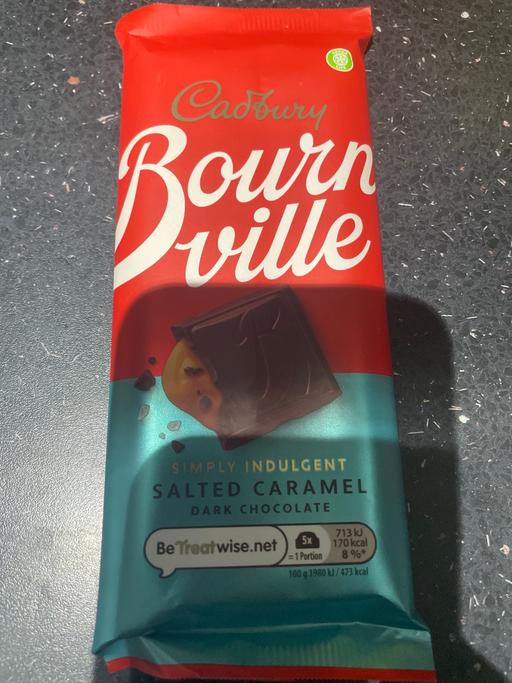 Cadbury
Bourn
ville
SIMPLY INDULGENT
SALTED CARAMEL
DARK CHOCOLATE
BeTreatwise.net
5x
= 1 Portion
713 kJ
170 kcal
8 %*
100 g 1980 kJ / 473 kcal